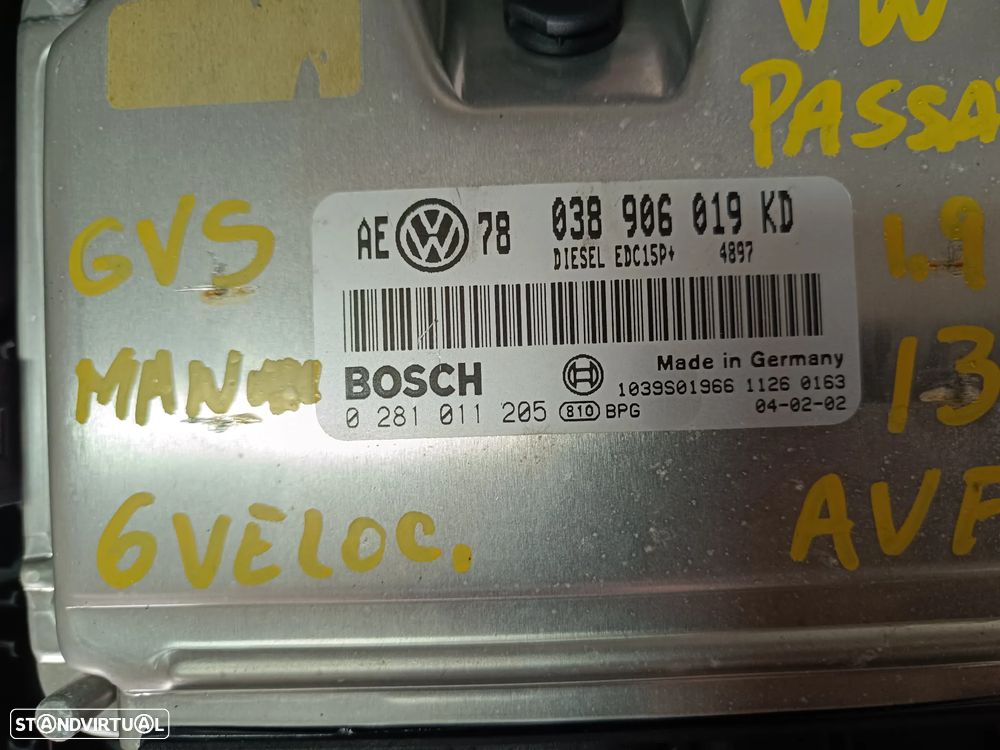 VW
PASSAT
AE 78 038 906 019 KD
DIESEL EDC15P+ 4897
GVS
1.9
Made in Germany
BOSCH
1039S01966 1126 0163
0 281 011 205 810 BPG
04-02-02
13
6VELOC.
AVF
STANDVIRTUAL